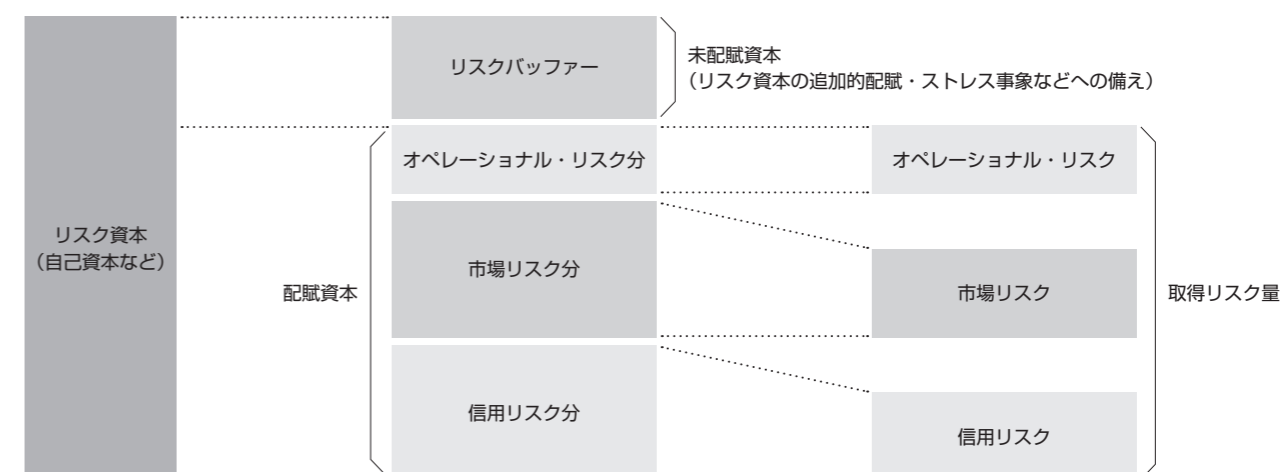 リスクバッファー
未配賦資本
（リスク資本の追加的配賦・ストレス事象などへの備え）
オペレーショナル・リスク分
オペレーショナル・リスク
リスク資本
（自己資本など）
市場リスク分
配賦資本
市場リスク
取得リスク量
信用リスク分
信用リスク